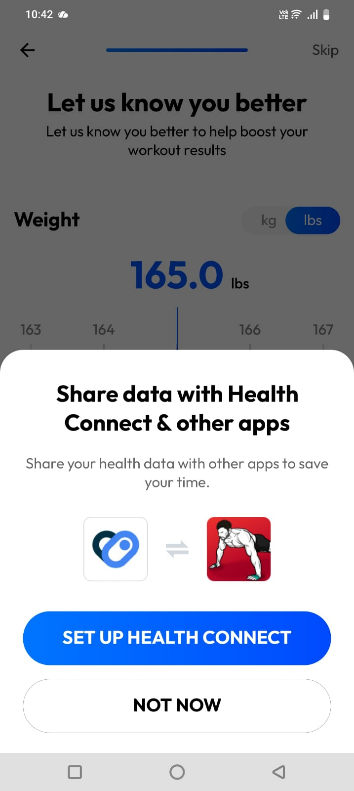 10:42
Skip
Let us know you better
Let us know you better to help boost your
workout results
Weight
kg
lbs
165.0 lbs
163
164
166
167
Share data with Health
Connect & other apps
Share your health data with other apps to save
your time.
SET UP HEALTH CONNECT
NOT NOW